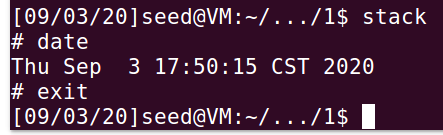 [09/03/20]seed@VM:~/.../1$ stack
# date
Thu Sep  3 17:50:15 CST 2020
# exit
[09/03/20]seed@VM:~/.../1$